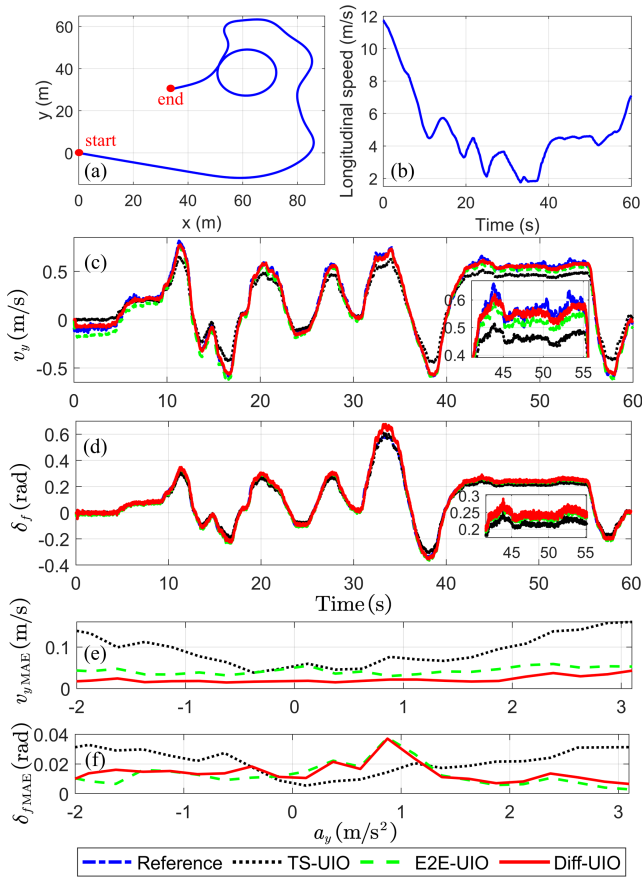 60
40
20
0
y (m)
end
start
(a)
0 20 40 60 80
x (m)
12
10
8
6
4
2
Longitudinal speed (m/s)
(b)
0 20 40 60
Time (s)
(c)
0.5
0
-0.5
v_y (m/s)
0.6
0.5
0.4
45 50 55
0 10 20 30 40 50 60
(d)
0.6
0.4
0.2
0
-0.2
-0.4
δ_f (rad)
0.3
0.25
0.2
45 50 55
0 10 20 30 40 50 60
Time (s)
(e)
0.1
0
v_yMAE (m/s)
-2 -1 0 1 2 3
(f)
0.04
0.02
0
δ_fMAE (rad)
-2 -1 0 1 2 3
a_y (m/s²)
Reference TS-UIO E2E-UIO Diff-UIO